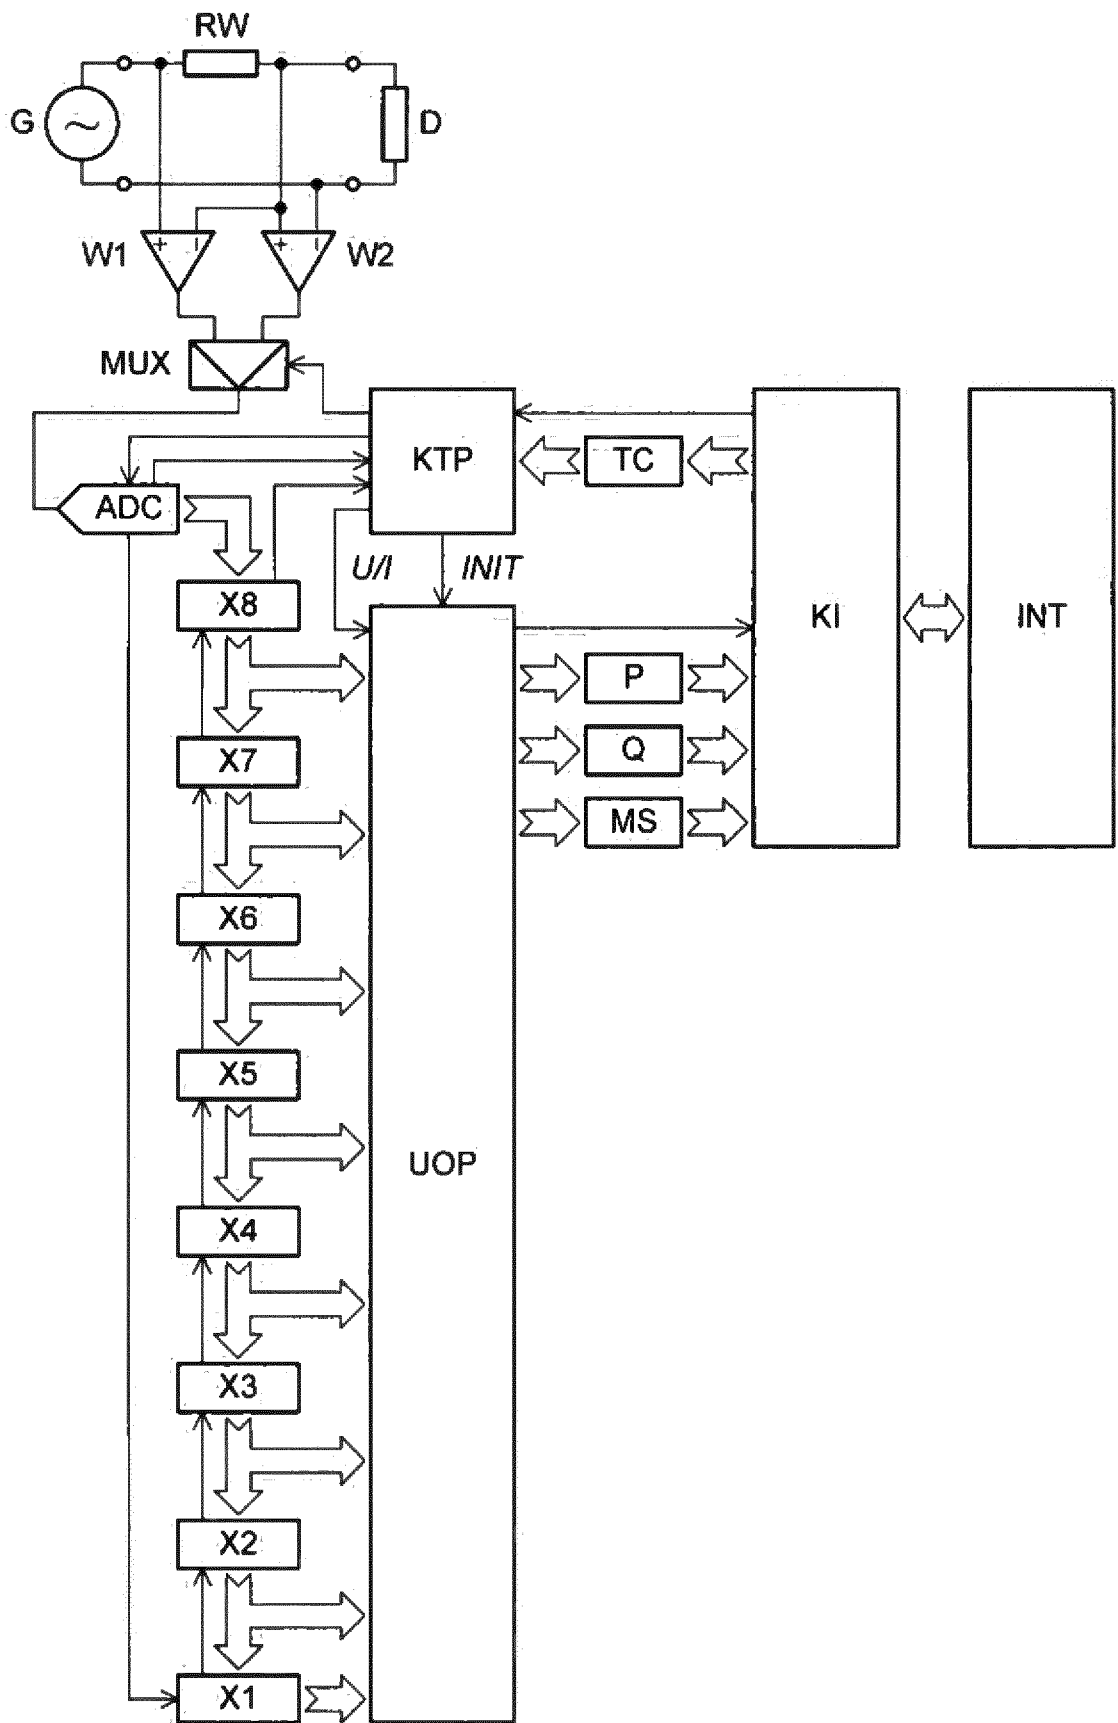 RW
G
~
D
+
-
+
-
W1
W2
MUX
KTP
TC
ADC
U/I
INIT
X8
KI
INT
P
X7
Q
MS
X6
X5
UOP
X4
X3
X2
X1